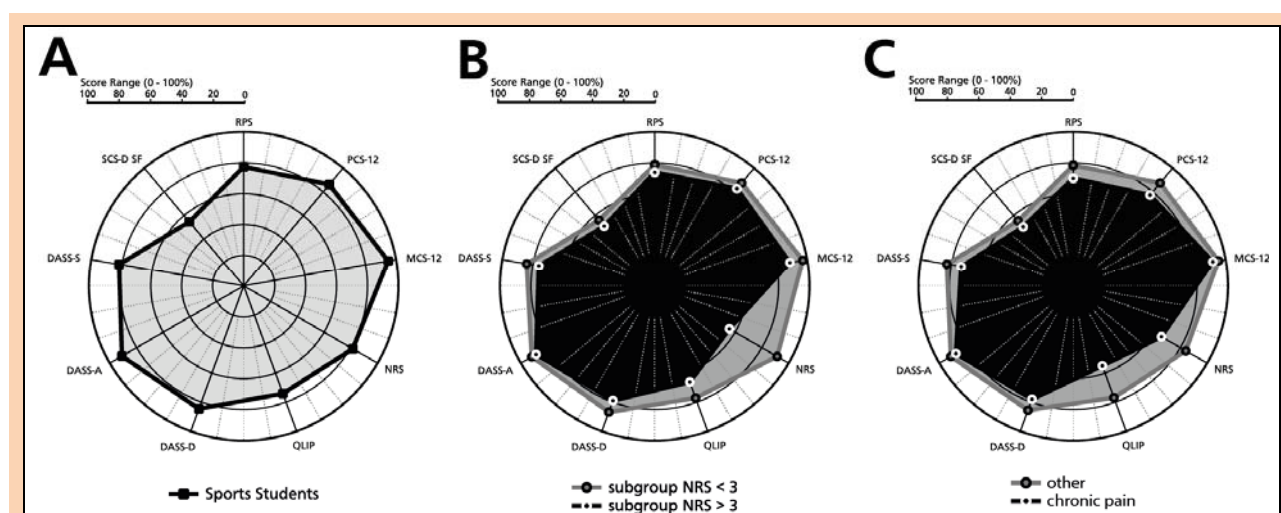 A
Score Range (0 - 100%)
100 80 60 40 20 0
RPS
PCS-12
MCS-12
NRS
QLIP
DASS-D
DASS-A
DASS-S
SCS-D SF
Sports Students
B
Score Range (0 - 100%)
100 80 60 40 20 0
RPS
PCS-12
MCS-12
NRS
QLIP
DASS-D
DASS-A
DASS-S
SCS-D SF
subgroup NRS < 3
subgroup NRS > 3
C
Score Range (0 - 100%)
100 80 60 40 20 0
RPS
PCS-12
MCS-12
NRS
QLIP
DASS-D
DASS-A
DASS-S
SCS-D SF
other
chronic pain